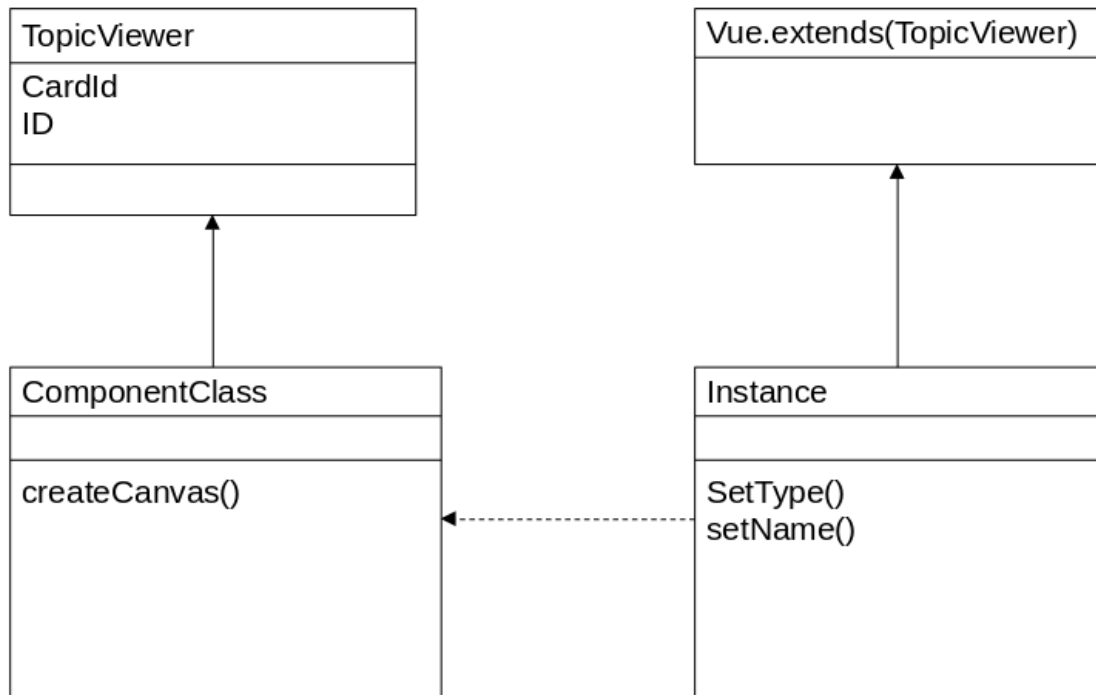 TopicViewer
CardId
ID
Vue.extends(TopicViewer)
ComponentClass
createCanvas()
Instance
SetType()
setName()